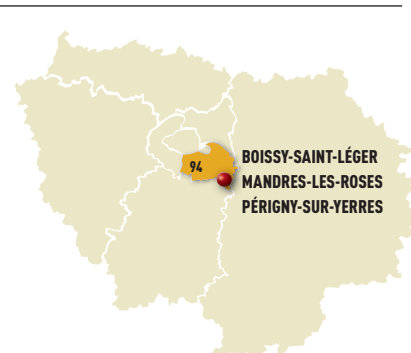 94
BOISSY-SAINT-LÉGER
MANDRES-LES-ROSES
PÉRIGNY-SUR-YERRES